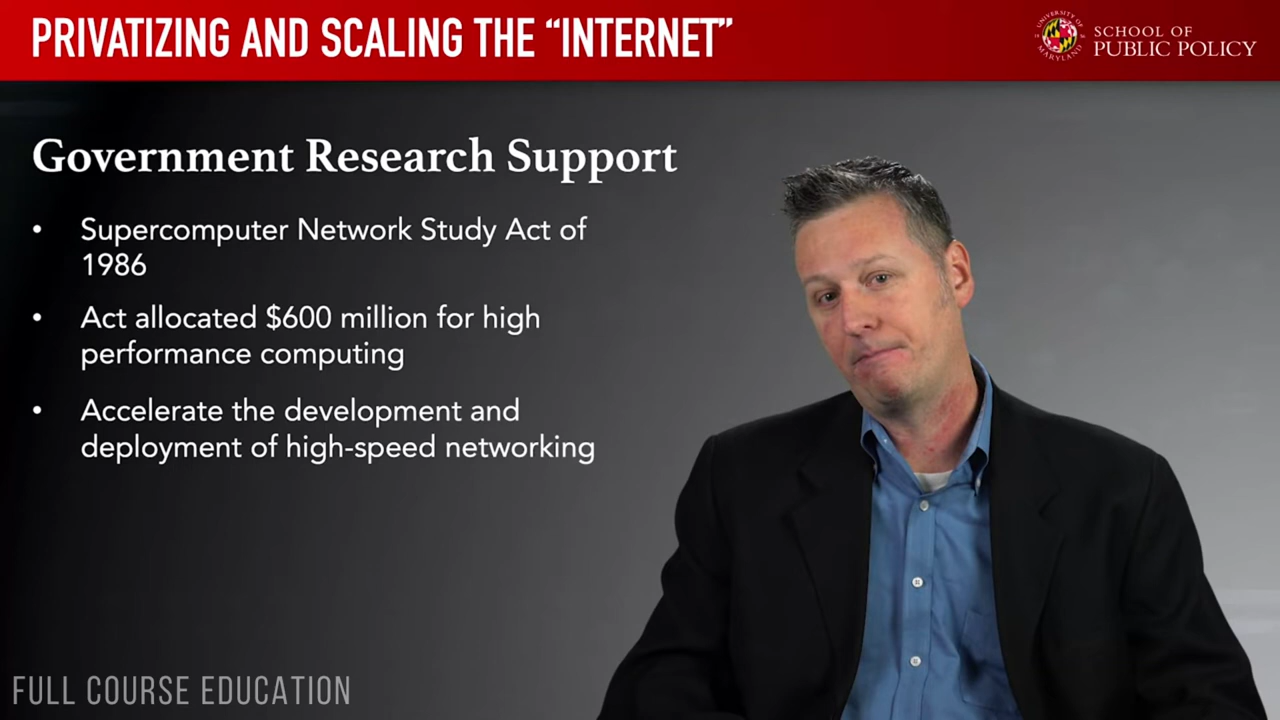 PRIVATIZING AND SCALING THE “INTERNET”
SCHOOL OF
PUBLIC POLICY
UNIVERSITY OF
MARYLAND
Government Research Support
• Supercomputer Network Study Act of
1986
• Act allocated $600 million for high
performance computing
• Accelerate the development and
deployment of high-speed networking
FULL COURSE EDUCATION